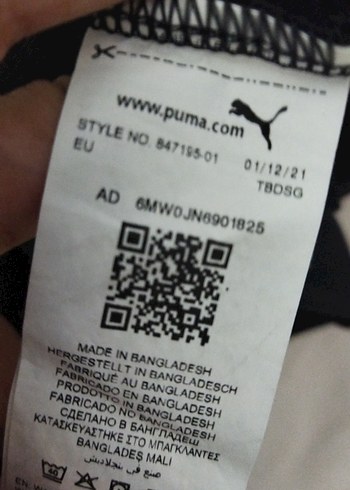 www.puma.com
STYLE NO. 847195-01 01/12/21
EU TBDSG
AD 6MW0JN6901825
MADE IN BANGLADESH
HERGESTELLT IN BANGLADESCH
FABRIQUÉ AU BANGLADESH
FABRICADO EN BANGLADESH
PRODOTTO IN BANGLADESH
FABRICADO NO BANGLADESH
СДЕЛАНО В БАНГЛАДЕШ
ΚΑΤΑΣΚΕΥΑΣΤΗΚΕ ΣΤΟ ΜΠΑΓΚΛΑΝΤΕΣ
BANGLADEŞ MALI
صنع في بنجلاديش
40